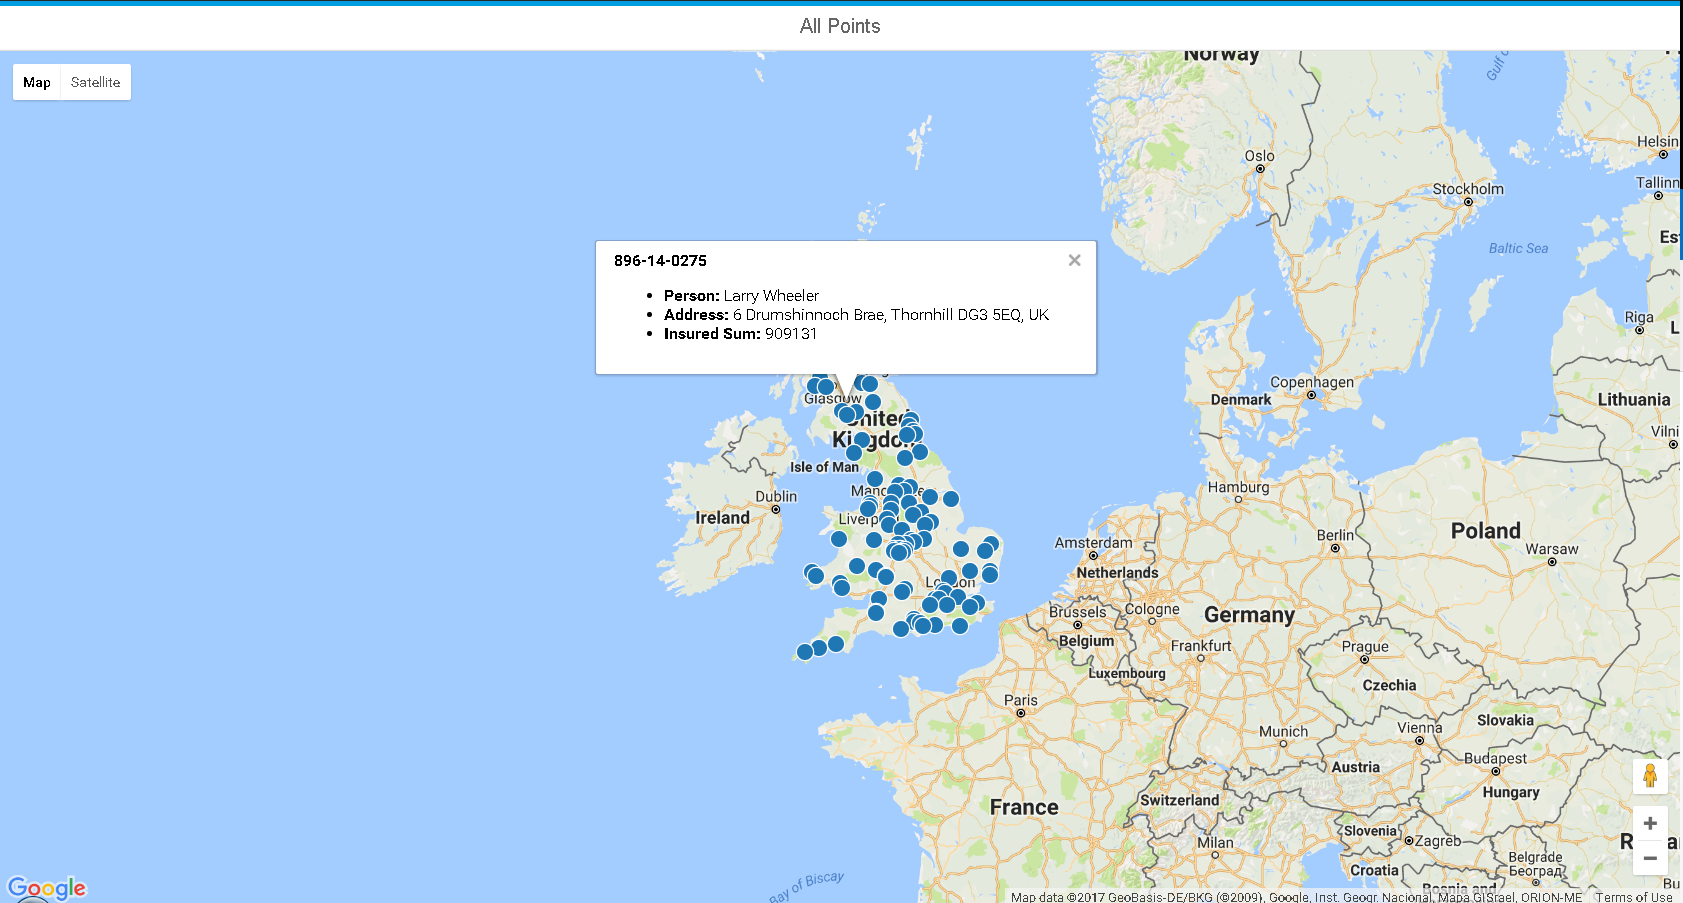 All Points
Map Satellite
Norway
Gulf o
Oslo
Helsin
Stockholm
Tallinn
Baltic Sea
Est
896-14-0275
Person: Larry Wheeler
Address: 6 Drumshinnoch Brae, Thornhill DG3 5EQ, UK
Insured Sum: 909131
Riga
L
Copenhagen
Denmark
Lithuania
Glasgow
United
Kingdom
Vilni
Isle of Man
Hamburg
Dublin
Ireland
Liverp
Poland
Berlin
Amsterdam
Warsaw
Netherlands
London
Brussels
Cologne
Germany
Belgium
Frankfurt
Prague
Luxembourg
Czechia
Paris
Slovakia
Munich
Vienna
Budapest
Austria
Hungary
Switzerland
France
Slovenia
Zagreb
Milan
Belgrade
Београд
Croatia
Bosnia and
Bu
Bay of Biscay
Google
Map data ©2017 GeoBasis-DE/BKG (©2009), Google, Inst. Geogr. Nacional, Mapa GISrael, ORION-ME Terms of Use